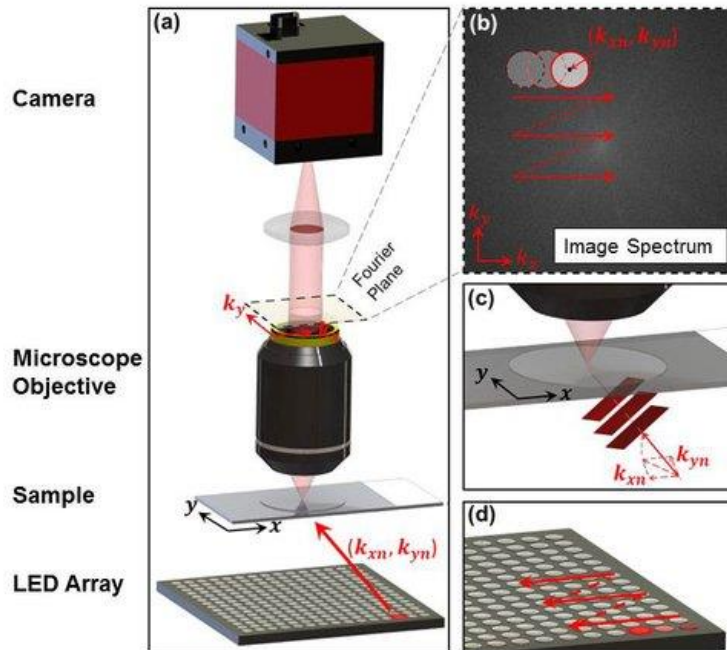 Camera
Microscope
Objective
Sample
LED Array
(a)
Fourier
Plane
k_y
y
x
(k_xn, k_yn)
(b)
(k_xn, k_yn)
k_y
k_x
Image Spectrum
(c)
y
x
k_yn
k_xn
(d)